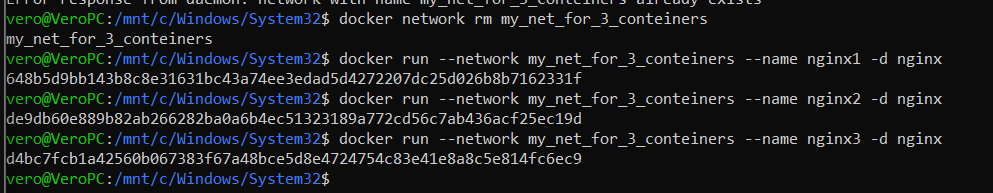 Error response from daemon: network with name my_net_for_3_conteiners already exists
vero@VeroPC:/mnt/c/Windows/System32$ docker network rm my_net_for_3_conteiners
my_net_for_3_conteiners
vero@VeroPC:/mnt/c/Windows/System32$ docker run --network my_net_for_3_conteiners --name nginx1 -d nginx
648b5d9bb143b8c8e31631bc43a74ee3edad5d4272207dc25d026b8b7162331f
vero@VeroPC:/mnt/c/Windows/System32$ docker run --network my_net_for_3_conteiners --name nginx2 -d nginx
de9db60e889b82ab266282ba0a6b4ec51323189a772cd56c7ab436acf25ec19d
vero@VeroPC:/mnt/c/Windows/System32$ docker run --network my_net_for_3_conteiners --name nginx3 -d nginx
d4bc7fcb1a42560b067383f67a48bce5d8e4724754c83e41e8a8c5e814fc6ec9
vero@VeroPC:/mnt/c/Windows/System32$